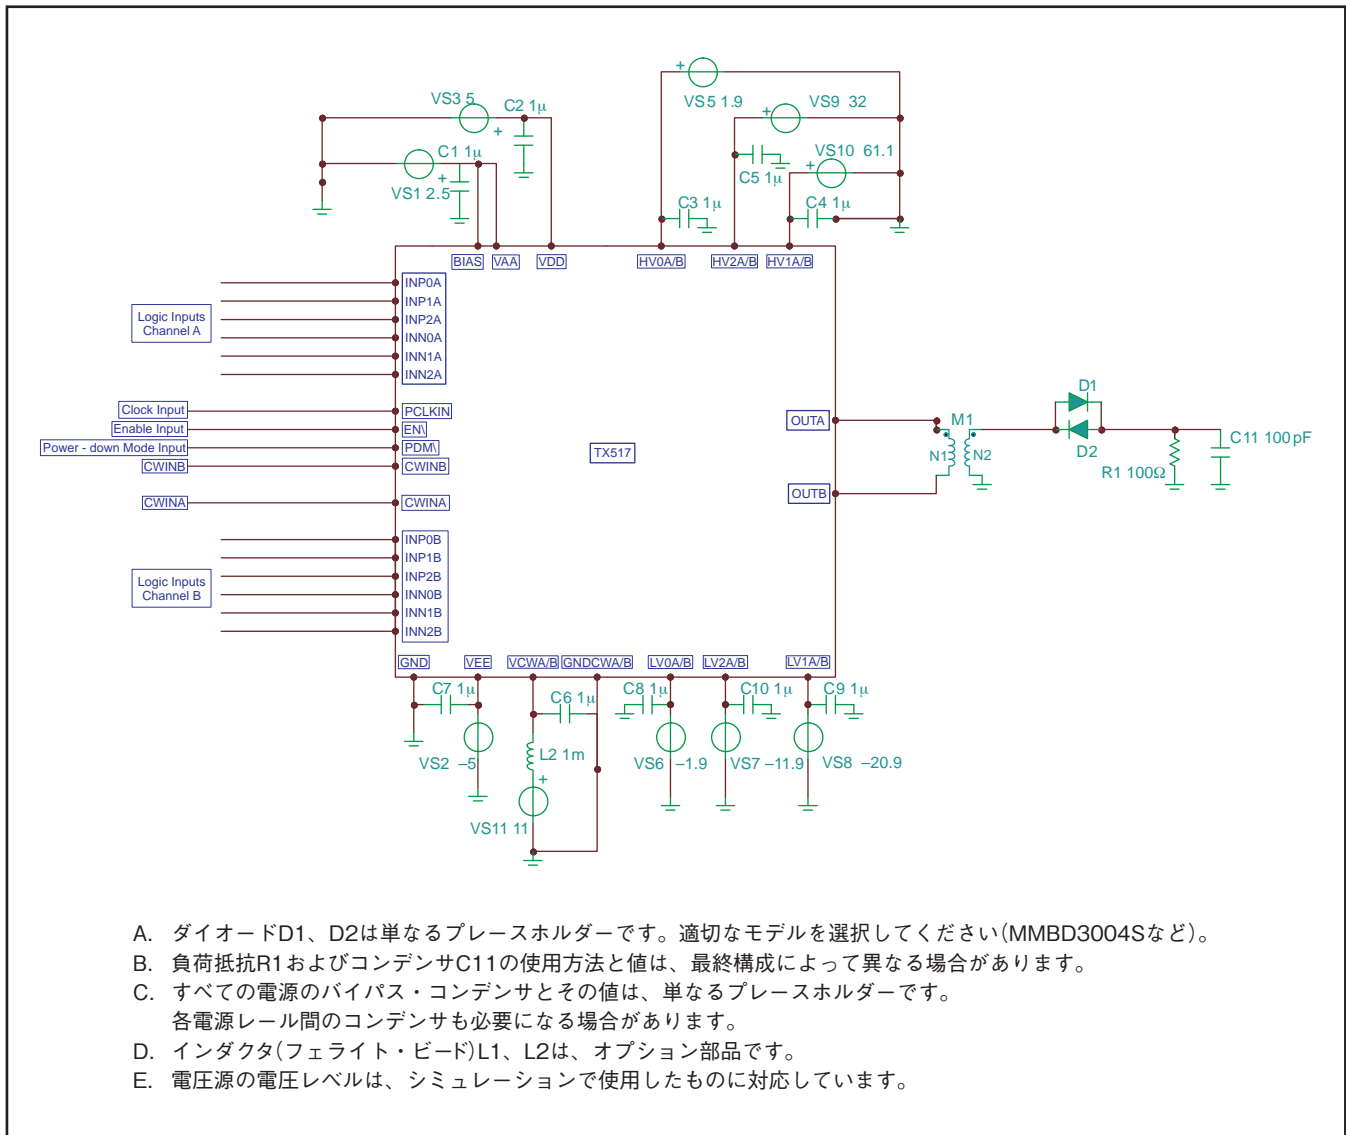 VS5 1.9
VS3 5
C2 1μ
VS9 32
C1 1μ
VS10 61.1
VS1 2.5
C5 1μ
C3 1μ
C4 1μ
BIAS
VAA
VDD
HV0A/B
HV2A/B
HV1A/B
Logic Inputs
Channel A
INP0A
INP1A
INP2A
INN0A
INN1A
INN2A
Clock Input
PCLKIN
Enable Input
EN\
Power - down Mode Input
PDM\
CWINB
CWINB
CWINA
CWINA
TX517
OUTA
OUTB
M1
N1
N2
D1
D2
R1 100Ω
C11 100pF
Logic Inputs
Channel B
INP0B
INP1B
INP2B
INN0B
INN1B
INN2B
GND
VEE
VCWA/B
GNDCWA/B
LV0A/B
LV2A/B
LV1A/B
C7 1μ
C6 1μ
C8 1μ
C10 1μ
C9 1μ
VS2 –5
L2 1m
VS6 –1.9
VS7 –11.9
VS8 –20.9
VS11 11
A. ダイオードD1、D2は単なるプレースホルダーです。適切なモデルを選択してください(MMBD3004Sなど)。
B. 負荷抵抗R1およびコンデンサC11の使用方法と値は、最終構成によって異なる場合があります。
C. すべての電源のバイパス・コンデンサとその値は、単なるプレースホルダーです。
各電源レール間のコンデンサも必要になる場合があります。
D. インダクタ(フェライト・ビード)L1、L2は、オプション部品です。
E. 電圧源の電圧レベルは、シミュレーションで使用したものに対応しています。